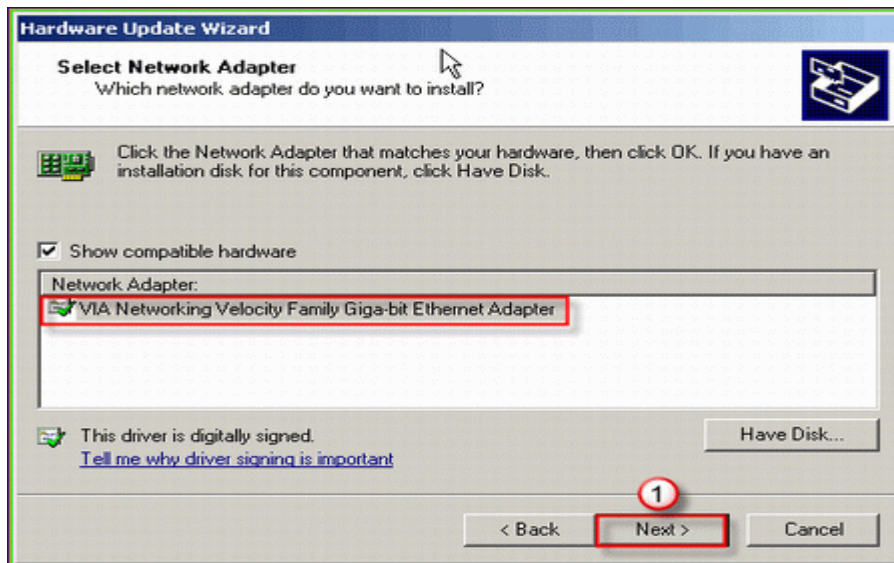 Hardware Update Wizard
Select Network Adapter
Which network adapter do you want to install?
Click the Network Adapter that matches your hardware, then click OK. If you have an
installation disk for this component, click Have Disk.
Show compatible hardware
Network Adapter:
VIA Networking Velocity Family Giga-bit Ethernet Adapter
This driver is digitally signed.
Have Disk...
Tell me why driver signing is important
1
< Back Next > Cancel